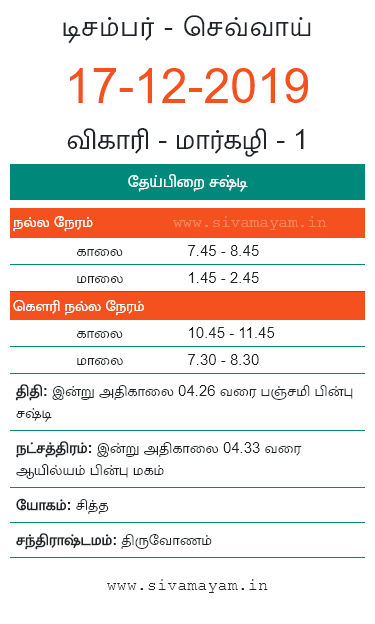 டிசம்பர் - செவ்வாய்
17-12-2019
விகாரி - மார்கழி - 1
தேய்பிறை சஷ்டி
நல்ல நேரம் www.sivamayam.in
காலை 7.45 - 8.45
மாலை 1.45 - 2.45
கௌரி நல்ல நேரம்
காலை 10.45 - 11.45
மாலை 7.30 - 8.30
திதி: இன்று அதிகாலை 04.26 வரை பஞ்சமி பின்பு
சஷ்டி
நட்சத்திரம்: இன்று அதிகாலை 04.33 வரை
ஆயில்யம் பின்பு மகம்
யோகம்: சித்த
சந்திராஷ்டமம்: திருவோணம்
www.sivamayam.in